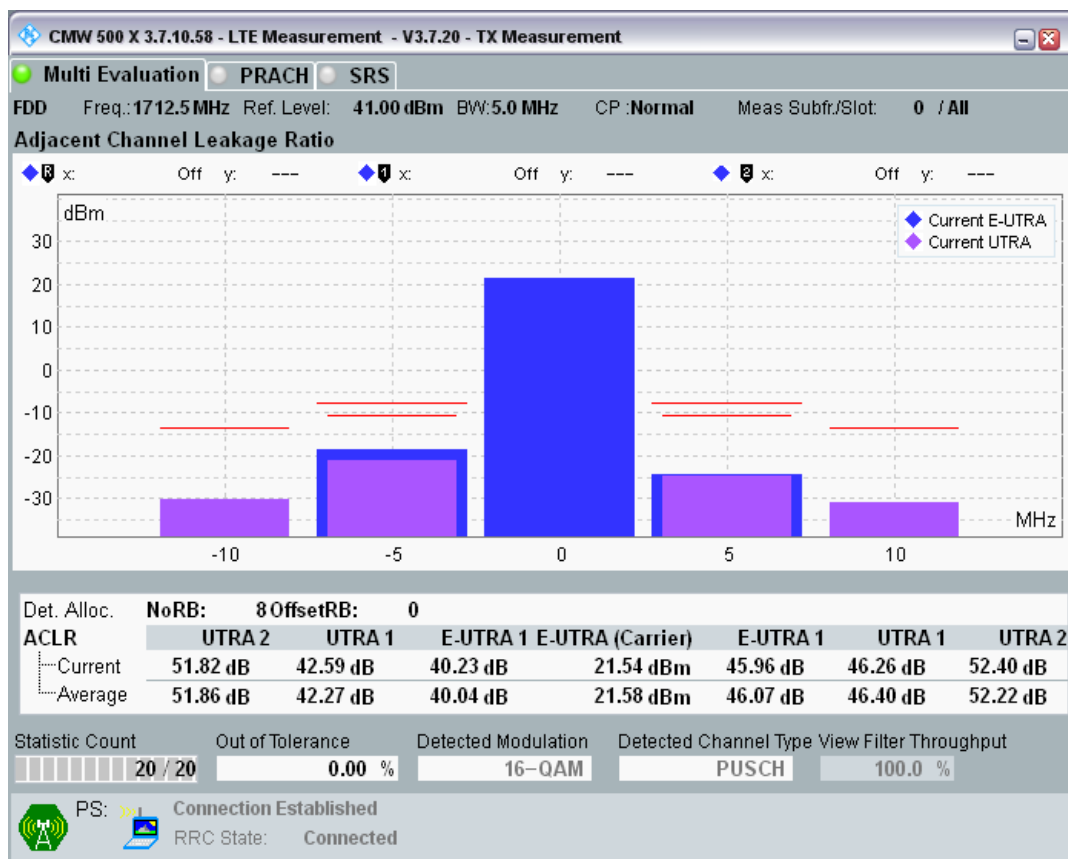 CMW 500 X 3.7.10.58 - LTE Measurement - V3.7.20 - TX Measurement
Multi Evaluation PRACH SRS
FDD Freq.:1712.5 MHz Ref. Level: 41.00 dBm BW:5.0 MHz CP :Normal Meas Subfr./Slot: 0 / All
Adjacent Channel Leakage Ratio
R x: Off y: --- 1 x: Off y: --- 2 x: Off y: ---
dBm
Current E-UTRA
Current UTRA
30
20
10
0
-10
-20
-30
MHz
-10 -5 0 5 10
Det. Alloc. NoRB: 8 OffsetRB: 0
ACLR UTRA 2 UTRA 1 E-UTRA 1 E-UTRA (Carrier) E-UTRA 1 UTRA 1 UTRA 2
Current 51.82 dB 42.59 dB 40.23 dB 21.54 dBm 45.96 dB 46.26 dB 52.40 dB
Average 51.86 dB 42.27 dB 40.04 dB 21.58 dBm 46.07 dB 46.40 dB 52.22 dB
Statistic Count Out of Tolerance Detected Modulation Detected Channel Type View Filter Throughput
20 / 20 0.00 % 16-QAM PUSCH 100.0 %
PS: Connection Established
RRC State: Connected